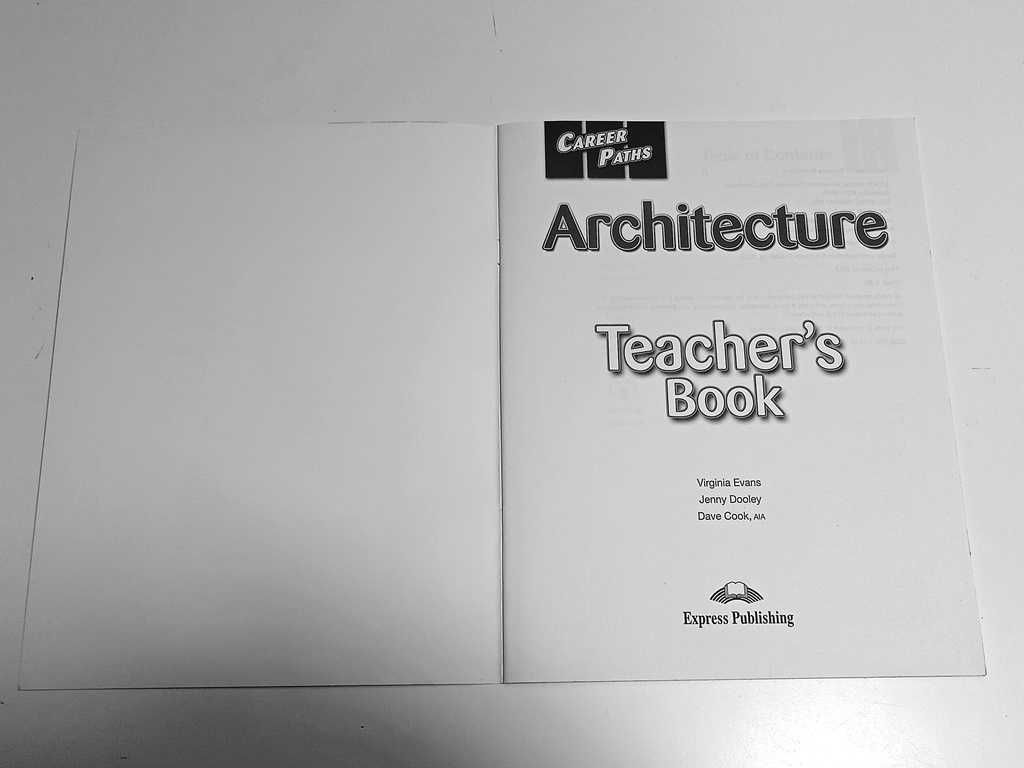 CAREER
PATHS
Architecture
Teacher's
Book
Virginia Evans
Jenny Dooley
Dave Cook, AIA
Express Publishing